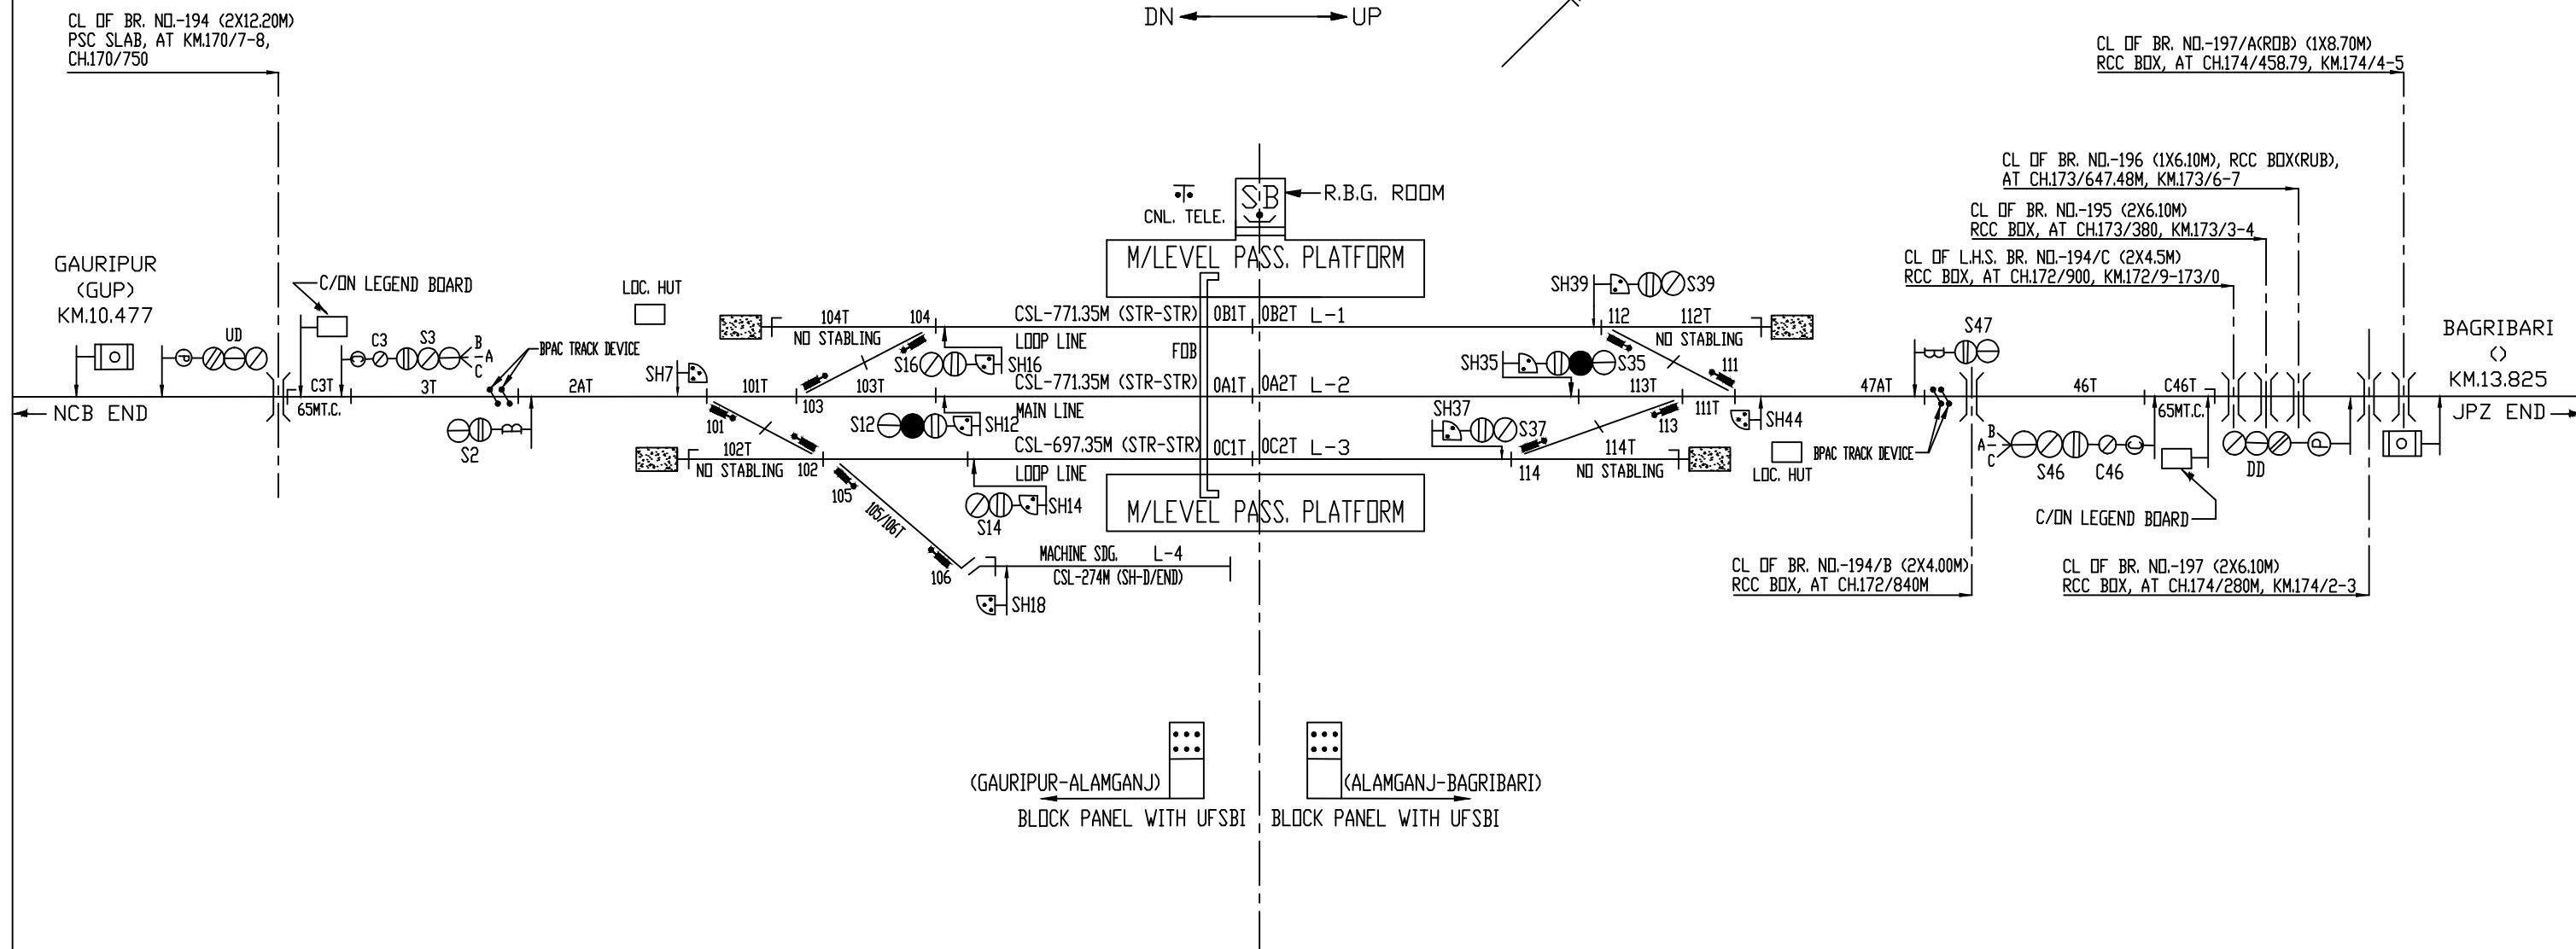 CL OF BR. NO.-194 (2X12.20M)
PSC SLAB, AT KM.170/7-8,
CH.170/750
DN UP
CL OF BR. NO.-197/A(ROB) (1X8.70M)
RCC BOX, AT CH.174/458.79, KM.174/4-5
CL OF BR. NO.-196 (1X6.10M), RCC BOX(RUB),
AT CH.173/647.48M, KM.173/6-7
CL OF BR. NO.-195 (2X6.10M)
RCC BOX, AT CH.173/380, KM.173/3-4
CL OF L.H.S. BR. NO.-194/C (2X4.5M)
RCC BOX, AT CH.172/900, KM.172/9-173/0
SB
R.B.G. ROOM
CNL. TELE.
M/LEVEL PASS. PLATFORM
GAURIPUR
(GUP)
KM.10.477
C/ON LEGEND BOARD
LOC. HUT
SH39 S39
BAGRIBARI
()
KM.13.825
UD
P
C3 S3
C
B
A
C
BPAC TRACK DEVICE
104T 104
NO STABLING
CSL-771.35M (STR-STR) 0B1T 0B2T L-1
LOOP LINE
FOB
112 112T
NO STABLING
S47
S16 SH16
SH35 S35
111
SH7
C3T
65MT.C.
3T 2AT 101T 103T
CSL-771.35M (STR-STR) 0A1T 0A2T L-2
MAIN LINE
113T 111T 47AT 46T C46T
65MT.C.
NCB END
JPZ END
101 103
S12 SH12
SH37 S37
113
SH44
S2
102T 102
NO STABLING
CSL-697.35M (STR-STR) 0C1T 0C2T L-3
LOOP LINE
114 114T
NO STABLING
LOC. HUT
BPAC TRACK DEVICE
B
A
C
S46 C46
C
DD
P
C/ON LEGEND BOARD
105
105/106T
S14 SH14
M/LEVEL PASS. PLATFORM
106
MACHINE SDG. L-4
CSL-274M (SH-D/END)
SH18
CL OF BR. NO.-194/B (2X4.00M)
RCC BOX, AT CH.172/840M
CL OF BR. NO.-197 (2X6.10M)
RCC BOX, AT CH.174/280M, KM.174/2-3
(GAURIPUR-ALAMGANJ)
BLOCK PANEL WITH UFSBI
(ALAMGANJ-BAGRIBARI)
BLOCK PANEL WITH UFSBI